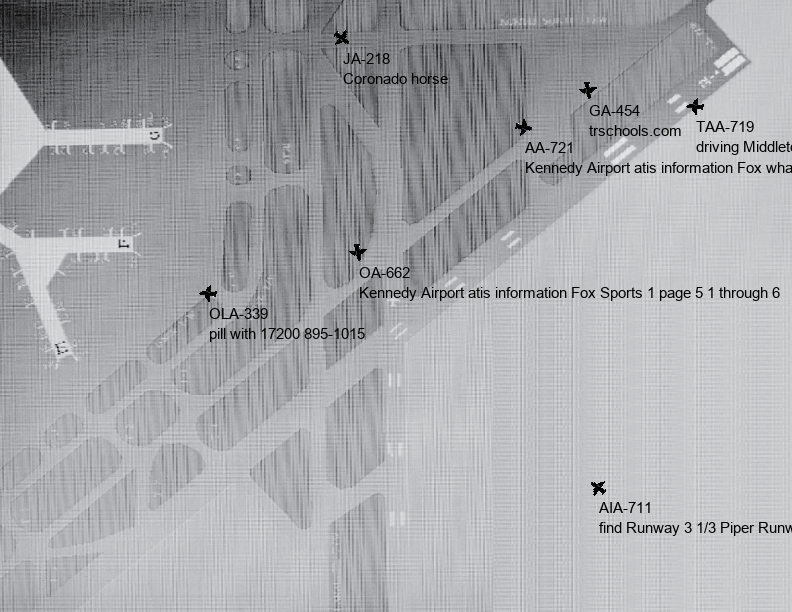 JA-218
Coronado horse
GA-454
trschools.com
TAA-719
driving Middlet
AA-721
Kennedy Airport atis information Fox wha
OA-662
Kennedy Airport atis information Fox Sports 1 page 5 1 through 6
OLA-339
pill with 17200 895-1015
AIA-711
find Runway 3 1/3 Piper Runw